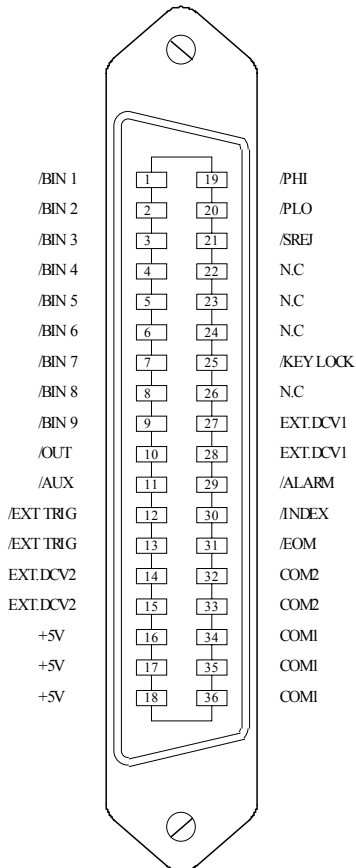 /BIN 1 1 19 /PHI
/BIN 2 2 20 /PLO
/BIN 3 3 21 /SREJ
/BIN 4 4 22 N.C
/BIN 5 5 23 N.C
/BIN 6 6 24 N.C
/BIN 7 7 25 /KEY LOCK
/BIN 8 8 26 N.C
/BIN 9 9 27 EXT.DCV1
/OUT 10 28 EXT.DCV1
/AUX 11 29 /ALARM
/EXT TRIG 12 30 /INDEX
/EXT TRIG 13 31 /EOM
EXT.DCV2 14 32 COM2
EXT.DCV2 15 33 COM2
+5V 16 34 COM1
+5V 17 35 COM1
+5V 18 36 COM1